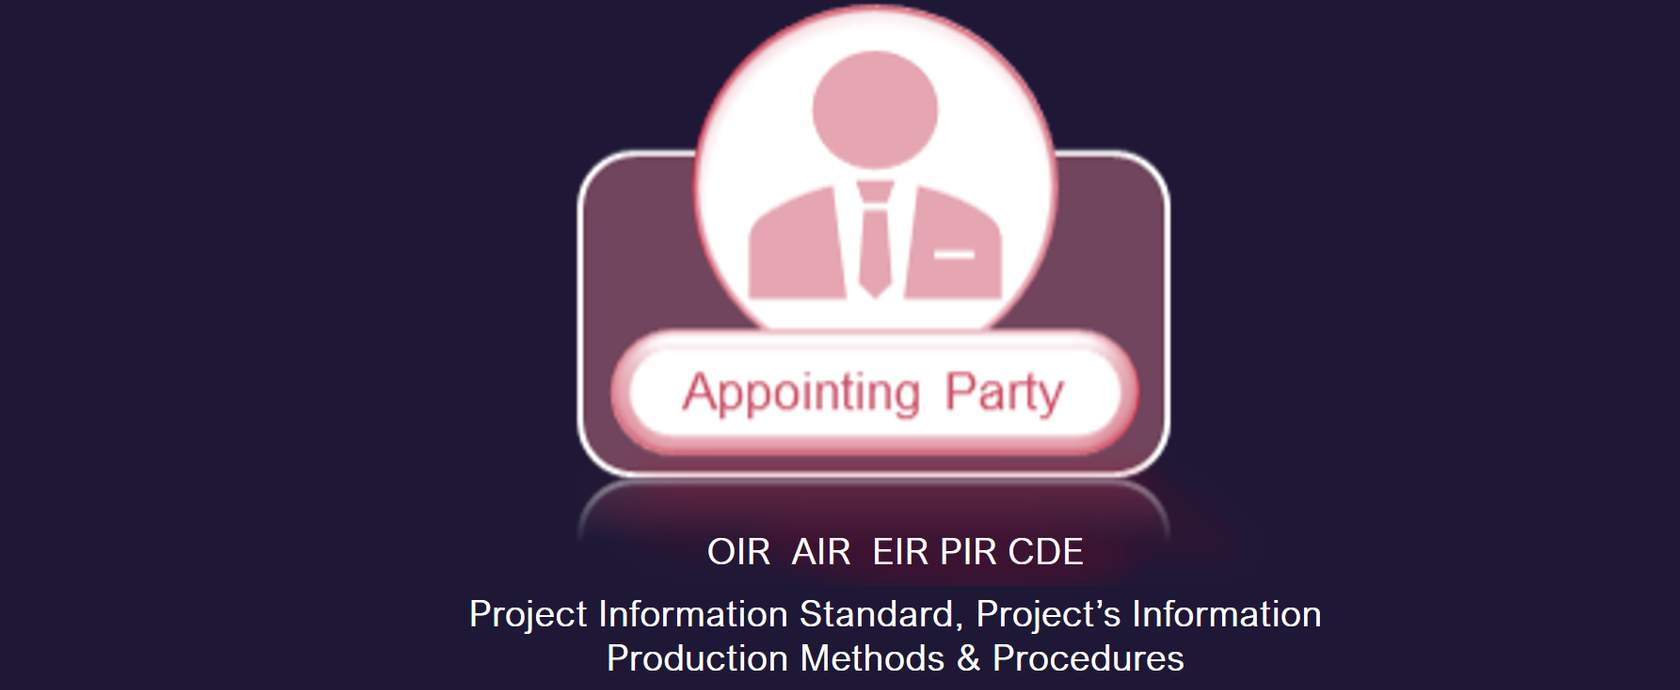 Appointing Party
OIR AIR EIR PIR CDE
Project Information Standard, Project’s Information
Production Methods & Procedures